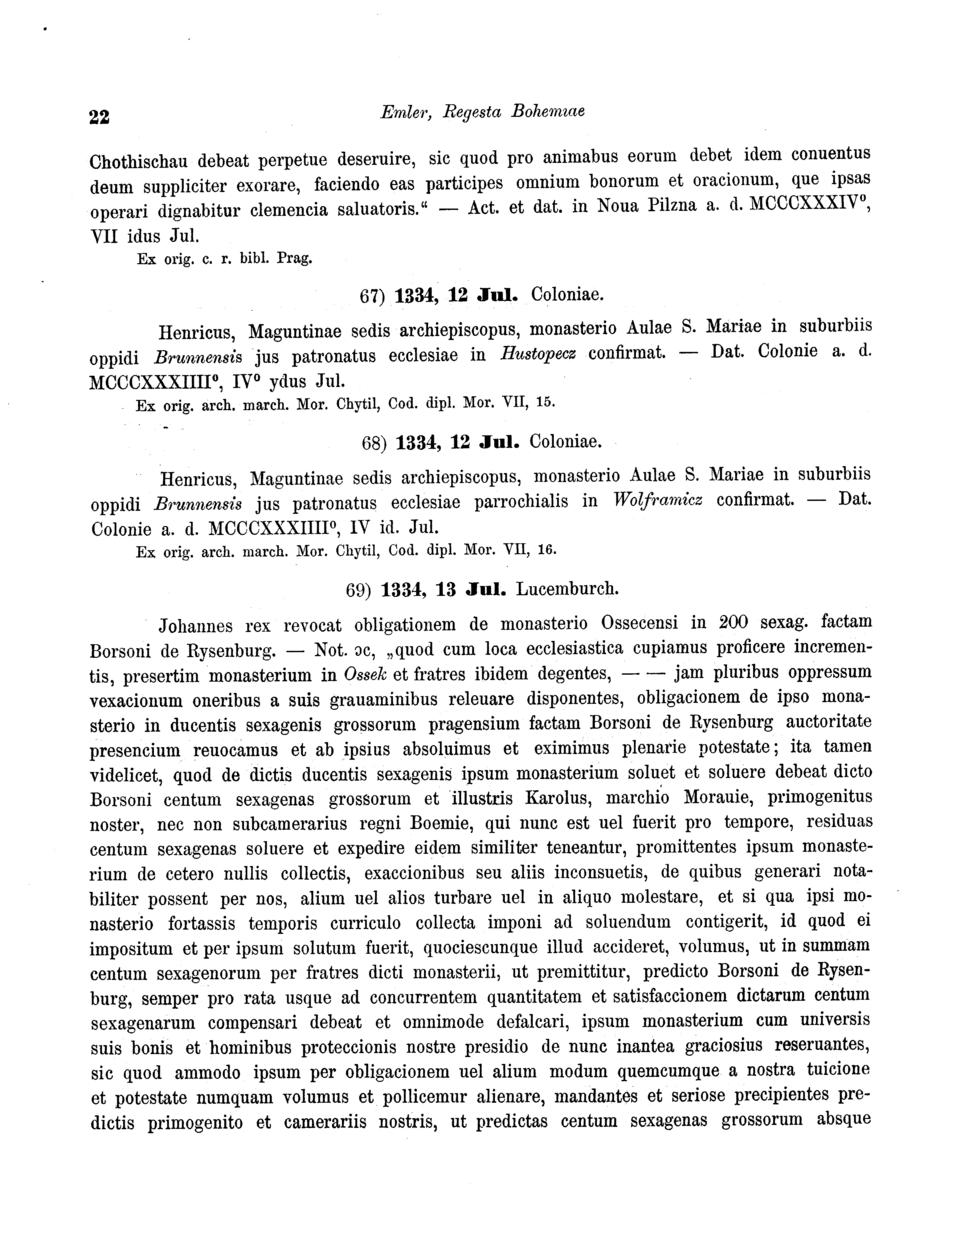 22
Emler, Regesta Bohemiae
Chothischau debeat perpetue deseruire, sic quod pro animabus eorum debet idem conuentus
deum suppliciter exorare, faciendo eas participes omnium bonorum et oracionum, que ipsas
operari dignabitur clemencia saluatoris.“ — Act. et dat. in Noua Pilzna a. d. MCCCXXXIV⁰,
VII idus Jul.
Ex orig. c. r. bibl. Prag.
67) 1334, 12 Jul. Coloniae.
Henricus, Maguntinae sedis archiepiscopus, monasterio Aulae S. Mariae in suburbiis
oppidi Brunnensis jus patronatus ecclesiae in Hustopecz confirmat. — Dat. Colonie a. d.
MCCCXXXIIII⁰, IV⁰ ydus Jul.
Ex orig. arch. march. Mor. Chytil, Cod. dipl. Mor. VII, 15.
68) 1334, 12 Jul. Coloniae.
Henricus, Maguntinae sedis archiepiscopus, monasterio Aulae S. Mariae in suburbiis
oppidi Brunnensis jus patronatus ecclesiae parrochialis in Wolframicz confirmat. — Dat.
Colonie a. d. MCCCXXXIIII⁰, IV id. Jul.
Ex orig. arch. march. Mor. Chytil, Cod. dipl. Mor. VII, 16.
69) 1334, 13 Jul. Lucemburch.
Johannes rex revocat obligationem de monasterio Ossecensi in 200 sexag. factam
Borsoni de Rysenburg. — Not. ɔc, „quod cum loca ecclesiastica cupiamus proficere incremen-
tis, presertim monasterium in Ossek et fratres ibidem degentes, — — jam pluribus oppressum
vexacionum oneribus a suis grauaminibus releuare disponentes, obligacionem de ipso mona-
sterio in ducentis sexagenis grossorum pragensium factam Borsoni de Rysenburg auctoritate
presencium reuocamus et ab ipsius absoluimus et eximimus plenarie potestate; ita tamen
videlicet, quod de dictis ducentis sexagenis ipsum monasterium soluet et soluere debeat dicto
Borsoni centum sexagenas grossorum et illustris Karolus, marchio Morauie, primogenitus
noster, nec non subcamerarius regni Boemie, qui nunc est uel fuerit pro tempore, residuas
centum sexagenas soluere et expedire eidem similiter teneantur, promittentes ipsum monaste-
rium de cetero nullis collectis, exaccionibus seu aliis inconsuetis, de quibus generari nota-
biliter possent per nos, alium uel alios turbare uel in aliquo molestare, et si qua ipsi mo-
nasterio fortassis temporis curriculo collecta imponi ad soluendum contigerit, id quod ei
impositum et per ipsum solutum fuerit, quociescunque illud accideret, volumus, ut in summam
centum sexagenorum per fratres dicti monasterii, ut premittitur, predicto Borsoni de Rysen-
burg, semper pro rata usque ad concurrentem quantitatem et satisfaccionem dictarum centum
sexagenarum compensari debeat et omnimode defalcari, ipsum monasterium cum universis
suis bonis et hominibus proteccionis nostre presidio de nunc inantea graciosius reseruantes,
sic quod ammodo ipsum per obligacionem uel alium modum quemcumque a nostra tuicione
et potestate numquam volumus et pollicemur alienare, mandantes et seriose precipientes pre-
dictis primogenito et camerariis nostris, ut predictas centum sexagenas grossorum absque